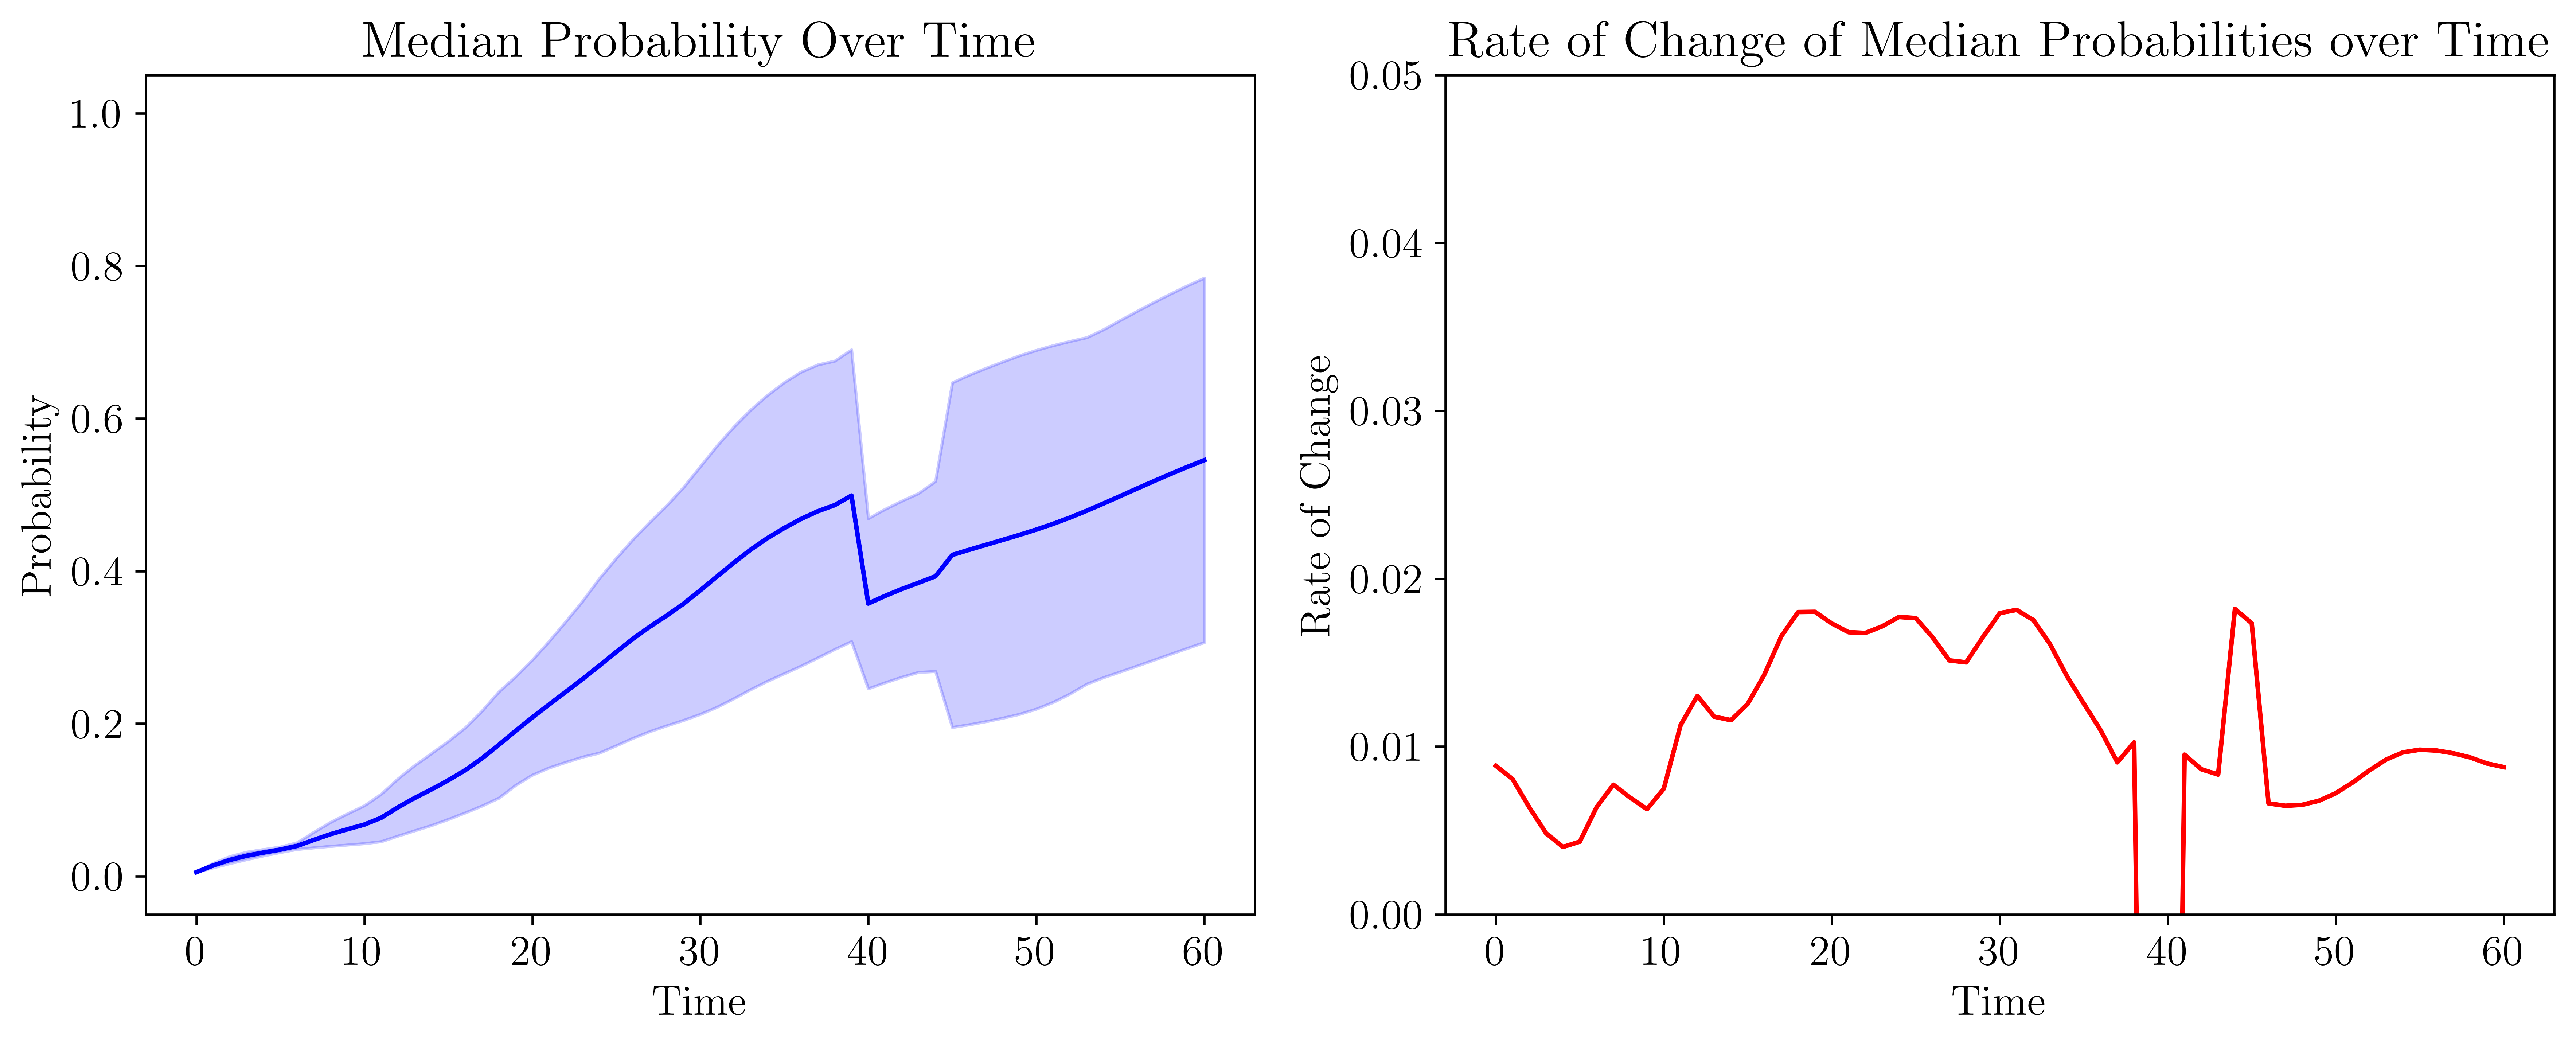 Median Probability Over Time
1.0
0.8
0.6
0.4
0.2
0.0
Probability
0 10 20 30 40 50 60
Time
Rate of Change of Median Probabilities over Time
0.05
0.04
0.03
0.02
0.01
0.00
Rate of Change
0 10 20 30 40 50 60
Time